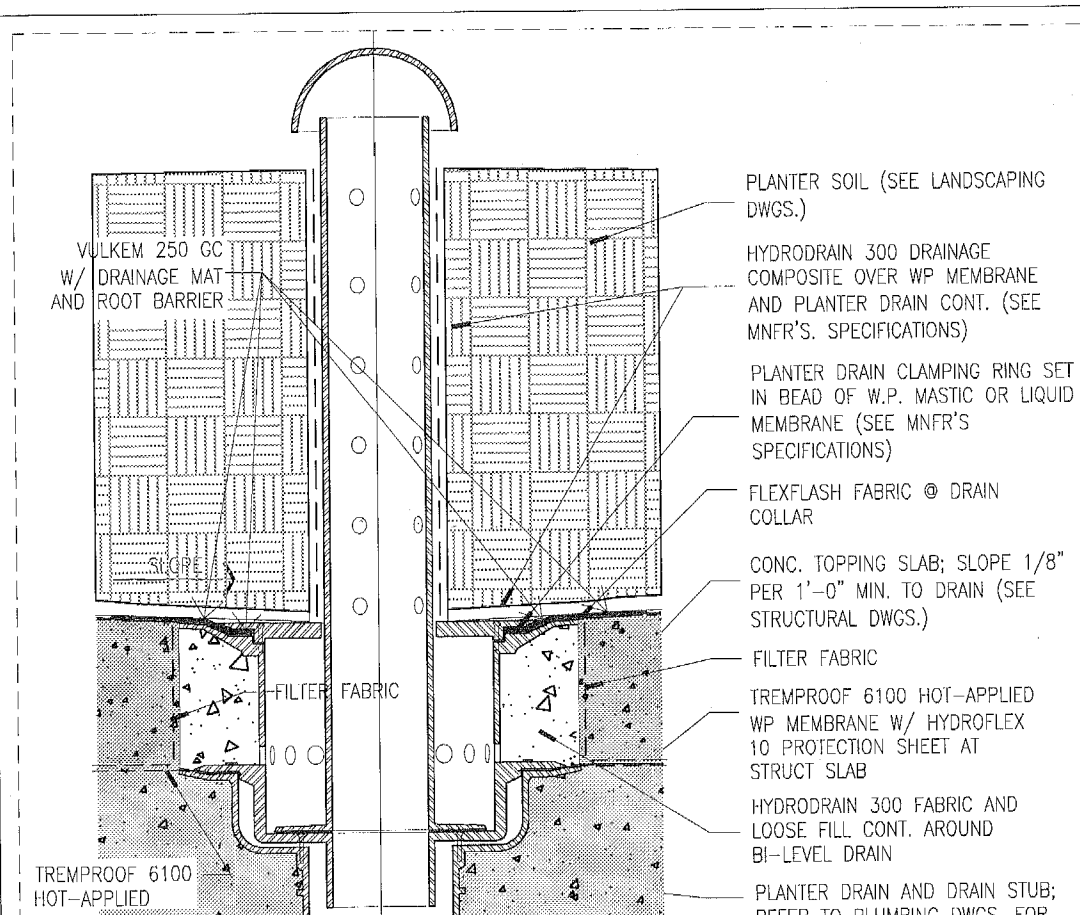 VULKEM 250 GC
W/ DRAINAGE MAT
AND ROOT BARRIER
SLOPE
FILTER FABRIC
TREMPROOF 6100
HOT-APPLIED
PLANTER SOIL (SEE LANDSCAPING
DWGS.)
HYDRODRAIN 300 DRAINAGE
COMPOSITE OVER WP MEMBRANE
AND PLANTER DRAIN CONT. (SEE
MNFR'S. SPECIFICATIONS)
PLANTER DRAIN CLAMPING RING SET
IN BEAD OF W.P. MASTIC OR LIQUID
MEMBRANE (SEE MNFR'S
SPECIFICATIONS)
FLEXFLASH FABRIC @ DRAIN
COLLAR
CONC. TOPPING SLAB; SLOPE 1/8"
PER 1'-0" MIN. TO DRAIN (SEE
STRUCTURAL DWGS.)
FILTER FABRIC
TREMPROOF 6100 HOT-APPLIED
WP MEMBRANE W/ HYDROFLEX
10 PROTECTION SHEET AT
STRUCT SLAB
HYDRODRAIN 300 FABRIC AND
LOOSE FILL CONT. AROUND
BI-LEVEL DRAIN
PLANTER DRAIN AND DRAIN STUB;
REFER TO PLUMBING DWGS. FOR